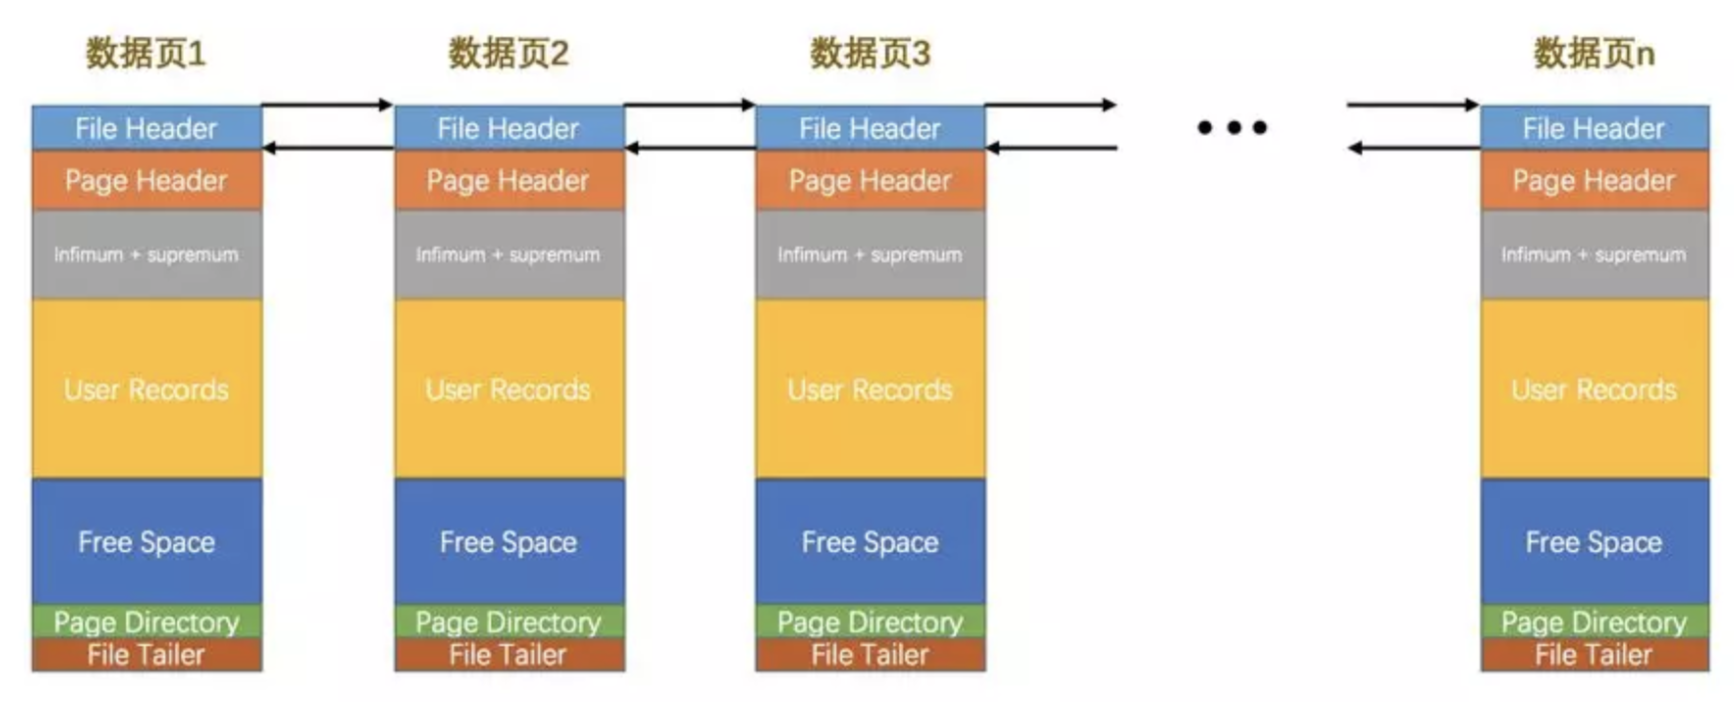 数据页1
数据页2
数据页3
数据页n
File Header
File Header
File Header
File Header
Page Header
Page Header
Page Header
Page Header
Infimum + supremum
Infimum + supremum
Infimum + supremum
Infimum + supremum
User Records
User Records
User Records
User Records
Free Space
Free Space
Free Space
Free Space
Page Directory
Page Directory
Page Directory
Page Directory
File Tailer
File Tailer
File Tailer
File Tailer